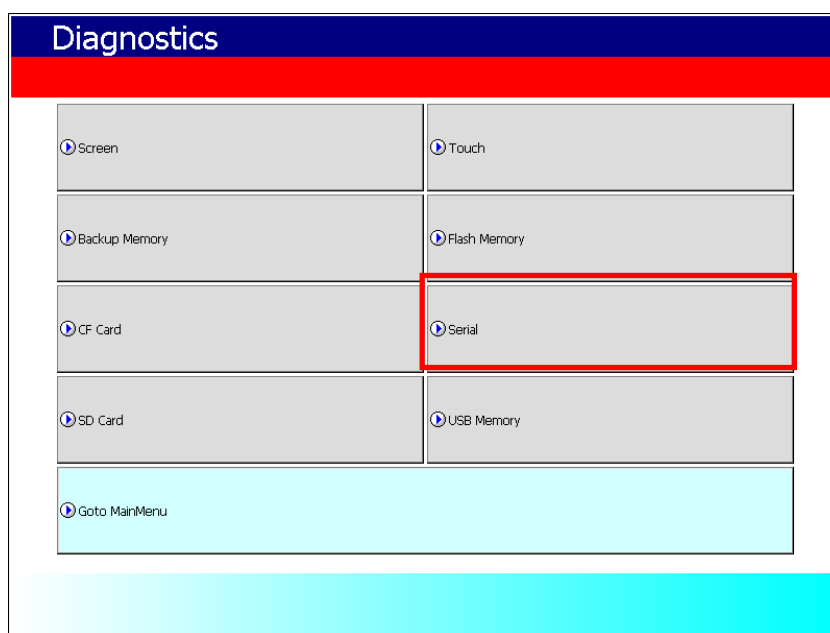 Diagnostics
Screen
Touch
Backup Memory
Flash Memory
CF Card
Serial
SD Card
USB Memory
Goto MainMenu